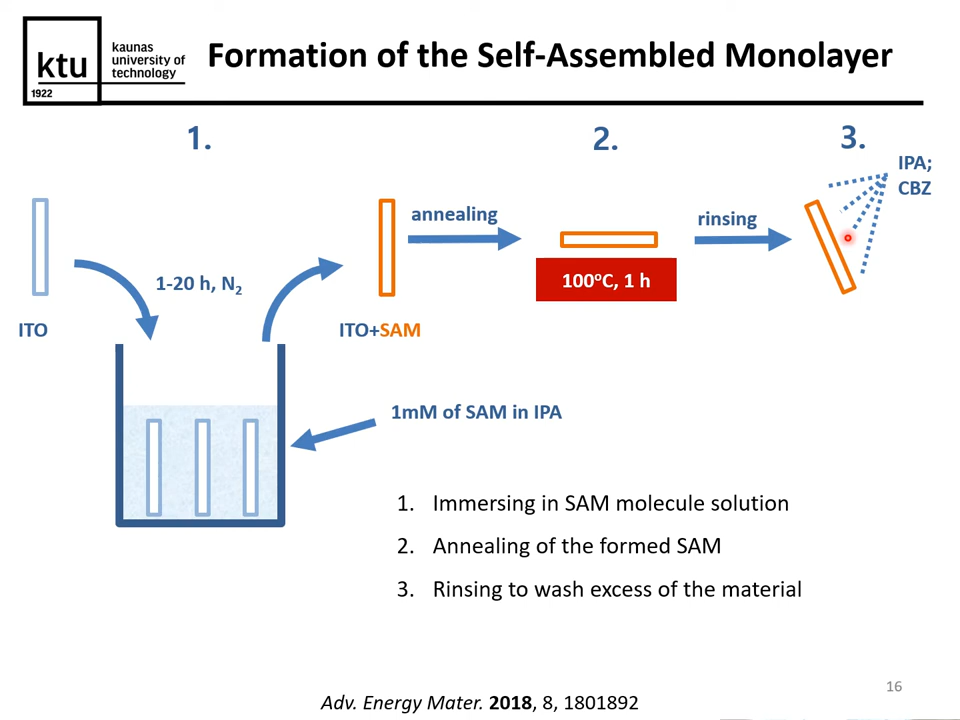 ktu
1922
kaunas
university of
technology
Formation of the Self-Assembled Monolayer
1.
2.
3.
IPA;
CBZ
annealing
rinsing
1-20 h, N₂
100°C, 1 h
ITO
ITO+SAM
1mM of SAM in IPA
1. Immersing in SAM molecule solution
2. Annealing of the formed SAM
3. Rinsing to wash excess of the material
16
Adv. Energy Mater. 2018, 8, 1801892